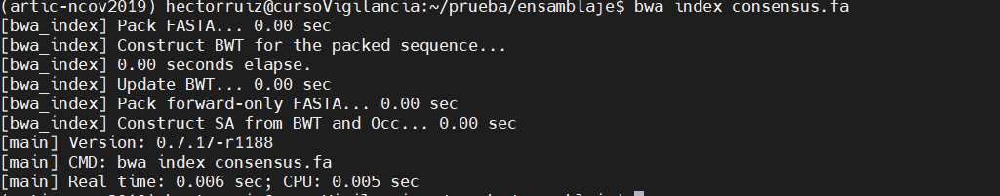 (artic-ncov2019) hectorruiz@cursoVigilancia:~/prueba/ensamblaje$ bwa index consensus.fa
[bwa_index] Pack FASTA... 0.00 sec
[bwa_index] Construct BWT for the packed sequence...
[bwa_index] 0.00 seconds elapse.
[bwa_index] Update BWT... 0.00 sec
[bwa_index] Pack forward-only FASTA... 0.00 sec
[bwa_index] Construct SA from BWT and Occ... 0.00 sec
[main] Version: 0.7.17-r1188
[main] CMD: bwa index consensus.fa
[main] Real time: 0.006 sec; CPU: 0.005 sec